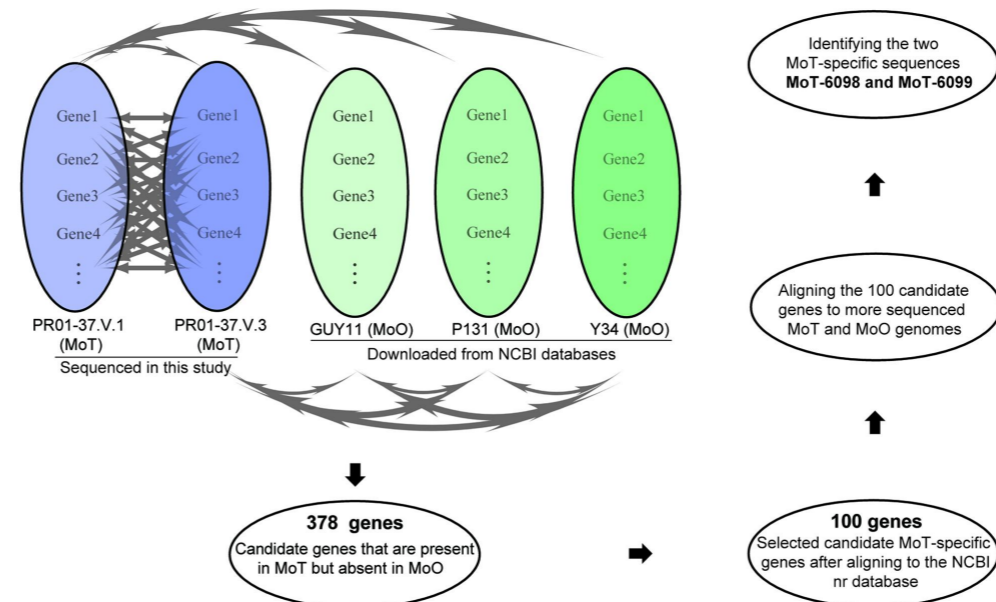 Gene1
Gene2
Gene3
Gene4
⋮
PR01-37.V.1
(MoT)
Gene1
Gene2
Gene3
Gene4
⋮
PR01-37.V.3
(MoT)
Sequenced in this study
Gene1
Gene2
Gene3
Gene4
⋮
GUY11 (MoO)
Gene1
Gene2
Gene3
Gene4
⋮
P131 (MoO)
Gene1
Gene2
Gene3
Gene4
⋮
Y34 (MoO)
Downloaded from NCBI databases
378 genes
Candidate genes that are present
in MoT but absent in MoO
100 genes
Selected candidate MoT-specific
genes after aligning to the NCBI
nr database
Aligning the 100 candidate
genes to more sequenced
MoT and MoO genomes
Identifying the two
MoT-specific sequences
MoT-6098 and MoT-6099